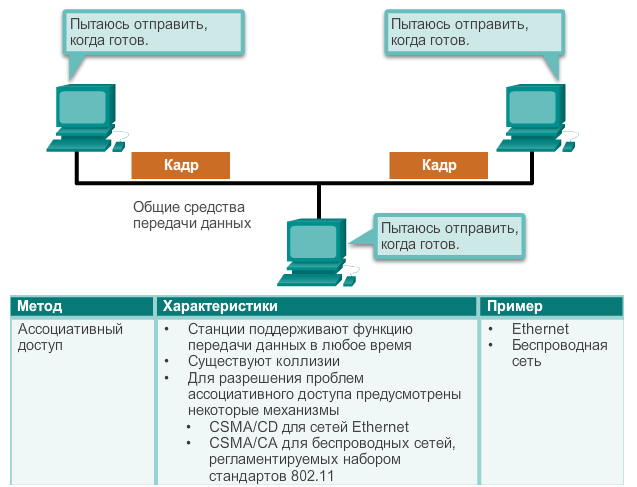 Пытаюсь отправить,
когда готов.
Пытаюсь отправить,
когда готов.
Кадр
Кадр
Общие средства
передачи данных
Пытаюсь отправить,
когда готов.
Метод
Характеристики
Пример
Ассоциативный
доступ
• Станции поддерживают функцию
передачи данных в любое время
• Существуют коллизии
• Для разрешения проблем
ассоциативного доступа предусмотрены
некоторые механизмы
• CSMA/CD для сетей Ethernet
• CSMA/CA для беспроводных сетей,
регламентируемых набором
стандартов 802.11
• Ethernet
• Беспроводная
сеть